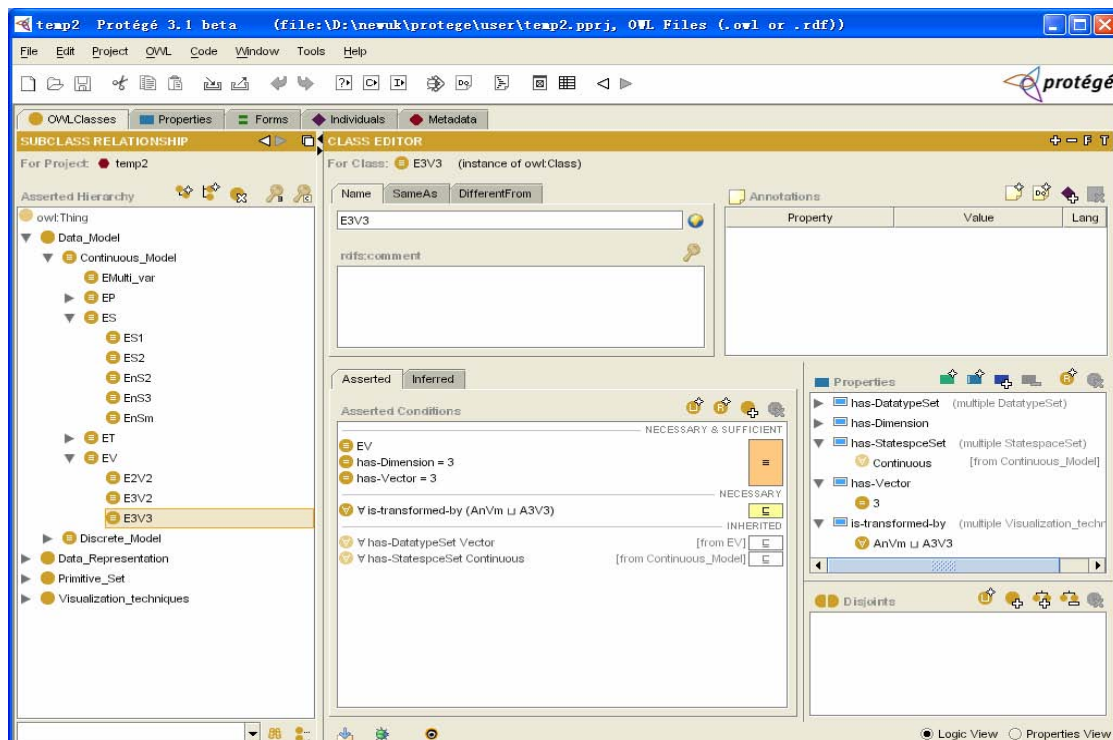 temp2 Protégé 3.1 beta (file:\D:\newuk\protege\user\temp2.pprj, OWL Files (.owl or .rdf))
File Edit Project OWL Code Window Tools Help
protégé
OWLClasses Properties Forms Individuals Metadata
SUBCLASS RELATIONSHIP
For Project: temp2
Asserted Hierarchy
owl:Thing
Data_Model
Continuous_Model
EMulti_var
EP
ES
ES1
ES2
EnS2
EnS3
EnSm
ET
EV
E2V2
E3V2
E3V3
Discrete_Model
Data_Representation
Primitive_Set
Visualization_techniques
CLASS EDITOR
F T
For Class: E3V3 (instance of owl:Class)
Name SameAs DifferentFrom
E3V3
rdfs:comment
Annotations
Property Value Lang
Asserted Inferred
Asserted Conditions
NECESSARY & SUFFICIENT
EV
has-Dimension = 3
has-Vector = 3
≡
NECESSARY
∀ is-transformed-by (AnVm ⊔ A3V3) ⊑
INHERITED
∀ has-DatatypeSet Vector [from EV] ⊑
∀ has-StatespceSet Continuous [from Continuous_Model] ⊑
Properties
has-DatatypeSet (multiple DatatypeSet)
has-Dimension
has-StatespceSet (multiple StatespaceSet)
Continuous [from Continuous_Model]
has-Vector
3
is-transformed-by (multiple Visualization_techr
AnVm ⊔ A3V3
Disjoints
Logic View Properties View